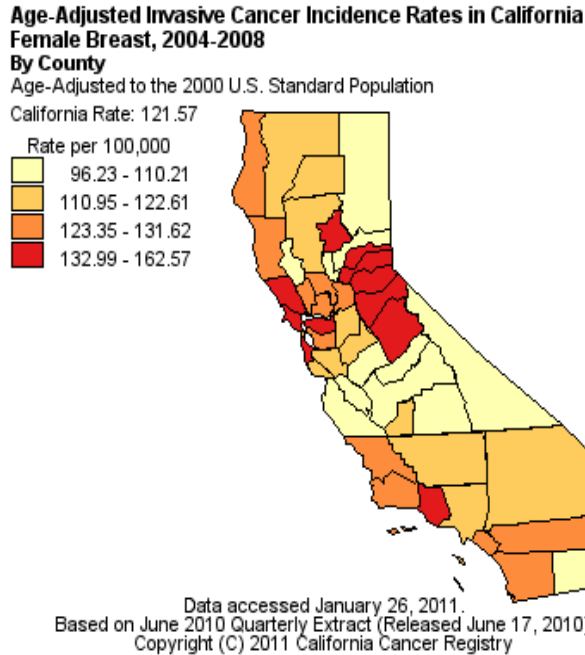 Age-Adjusted Invasive Cancer Incidence Rates in California
Female Breast, 2004-2008
By County
Age-Adjusted to the 2000 U.S. Standard Population
California Rate: 121.57
Rate per 100,000
96.23 - 110.21
110.95 - 122.61
123.35 - 131.62
132.99 - 162.57
Data accessed January 26, 2011.
Based on June 2010 Quarterly Extract (Released June 17, 2010)
Copyright (C) 2011 California Cancer Registry